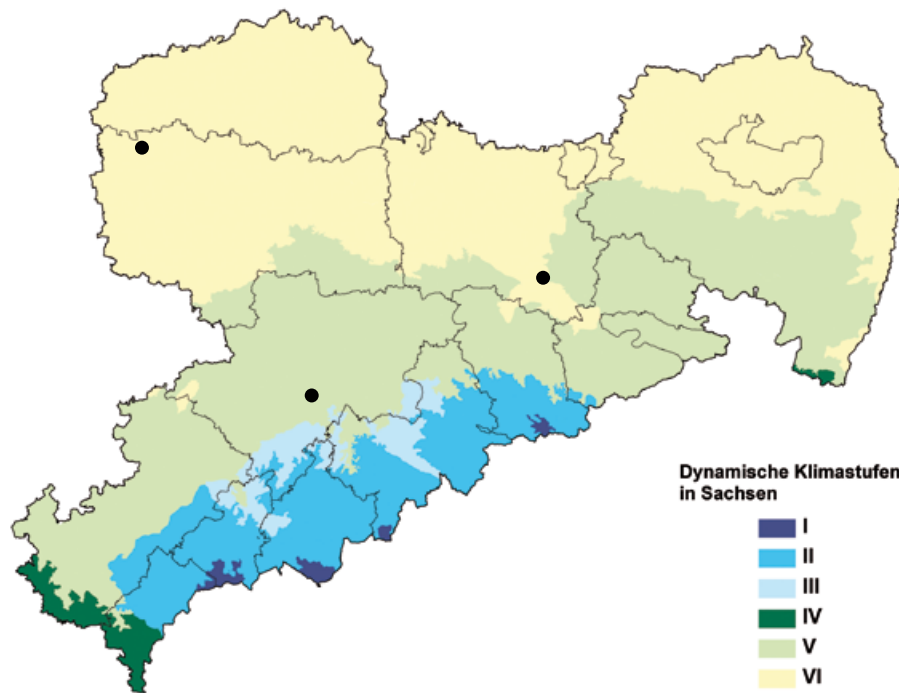 Dynamische Klimastufen
in Sachsen
I
II
III
IV
V
VI